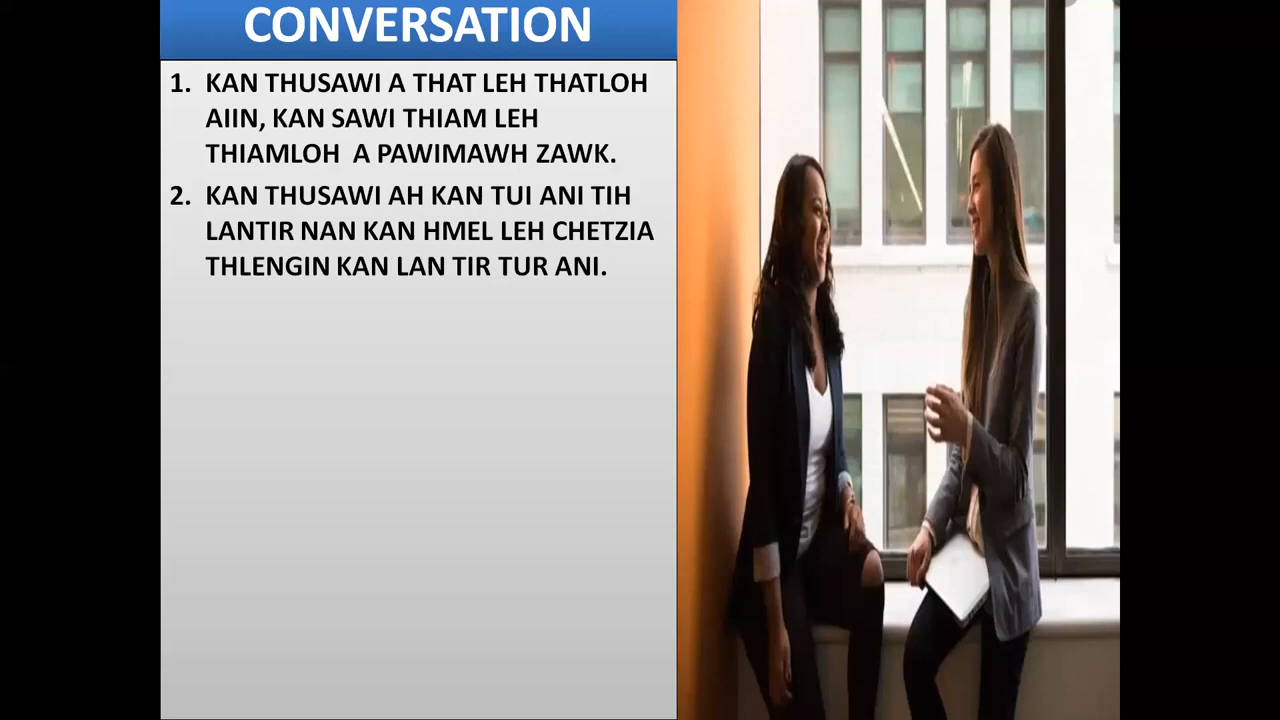 CONVERSATION
1. KAN THUSAWI A THAT LEH THATLOH
AIIN, KAN SAWI THIAM LEH
THIAMLOH A PAWIMAWH ZAWK.
2. KAN THUSAWI AH KAN TUI ANI TIH
LANTIR NAN KAN HMEL LEH CHETZIA
THLENGIN KAN LAN TIR TUR ANI.